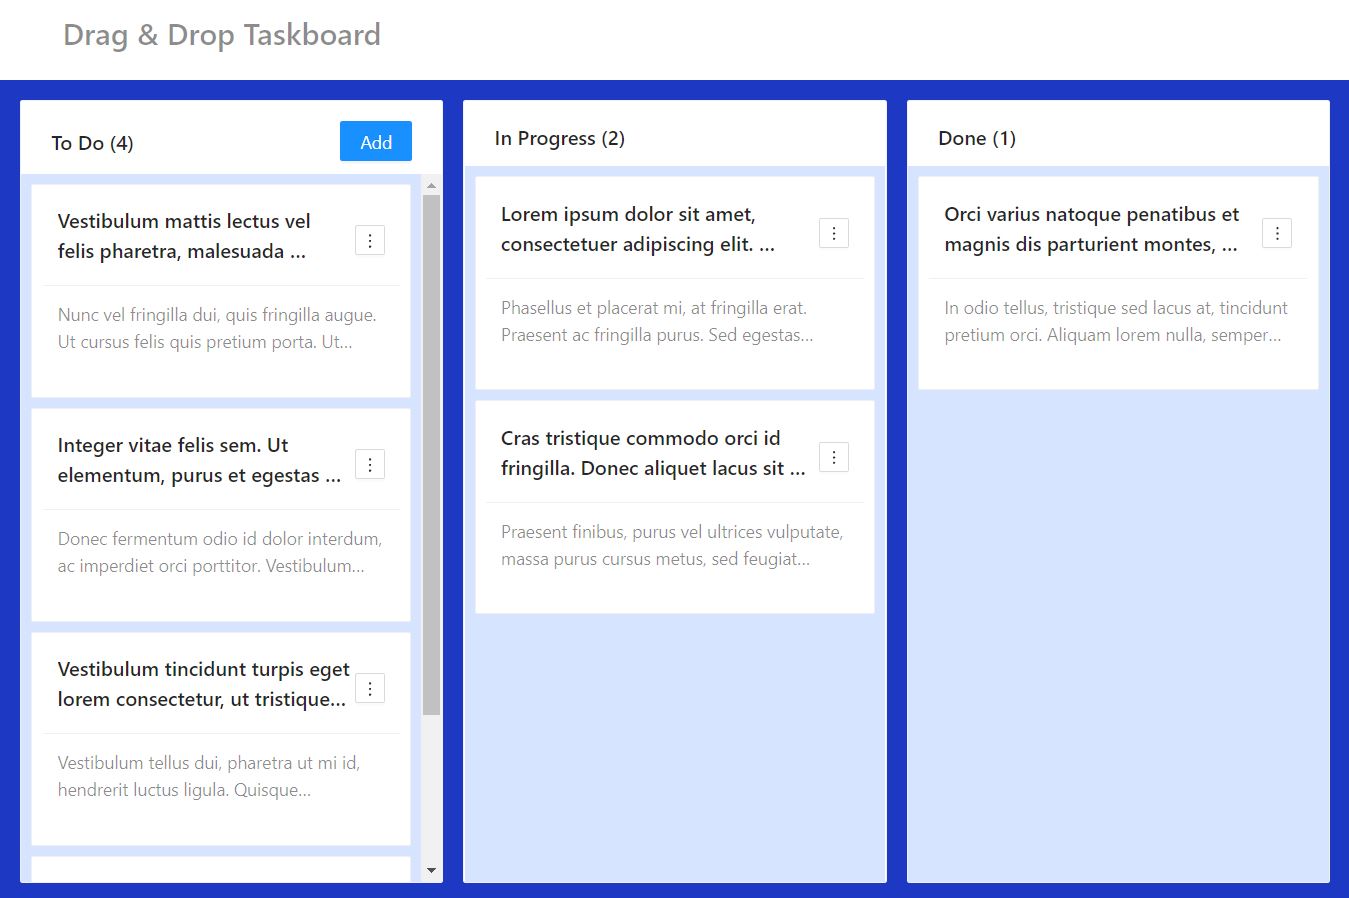 Drag & Drop Taskboard
To Do (4)
Add
Vestibulum mattis lectus vel
felis pharetra, malesuada ...
Nunc vel fringilla dui, quis fringilla augue.
Ut cursus felis quis pretium porta. Ut...
Integer vitae felis sem. Ut
elementum, purus et egestas ...
Donec fermentum odio id dolor interdum,
ac imperdiet orci porttitor. Vestibulum...
Vestibulum tincidunt turpis eget
lorem consectetur, ut tristique...
Vestibulum tellus dui, pharetra ut mi id,
hendrerit luctus ligula. Quisque...
In Progress (2)
Lorem ipsum dolor sit amet,
consectetuer adipiscing elit. ...
Phasellus et placerat mi, at fringilla erat.
Praesent ac fringilla purus. Sed egestas...
Cras tristique commodo orci id
fringilla. Donec aliquet lacus sit ...
Praesent finibus, purus vel ultrices vulputate,
massa purus cursus metus, sed feugiat...
Done (1)
Orci varius natoque penatibus et
magnis dis parturient montes, ...
In odio tellus, tristique sed lacus at, tincidunt
pretium orci. Aliquam lorem nulla, semper...